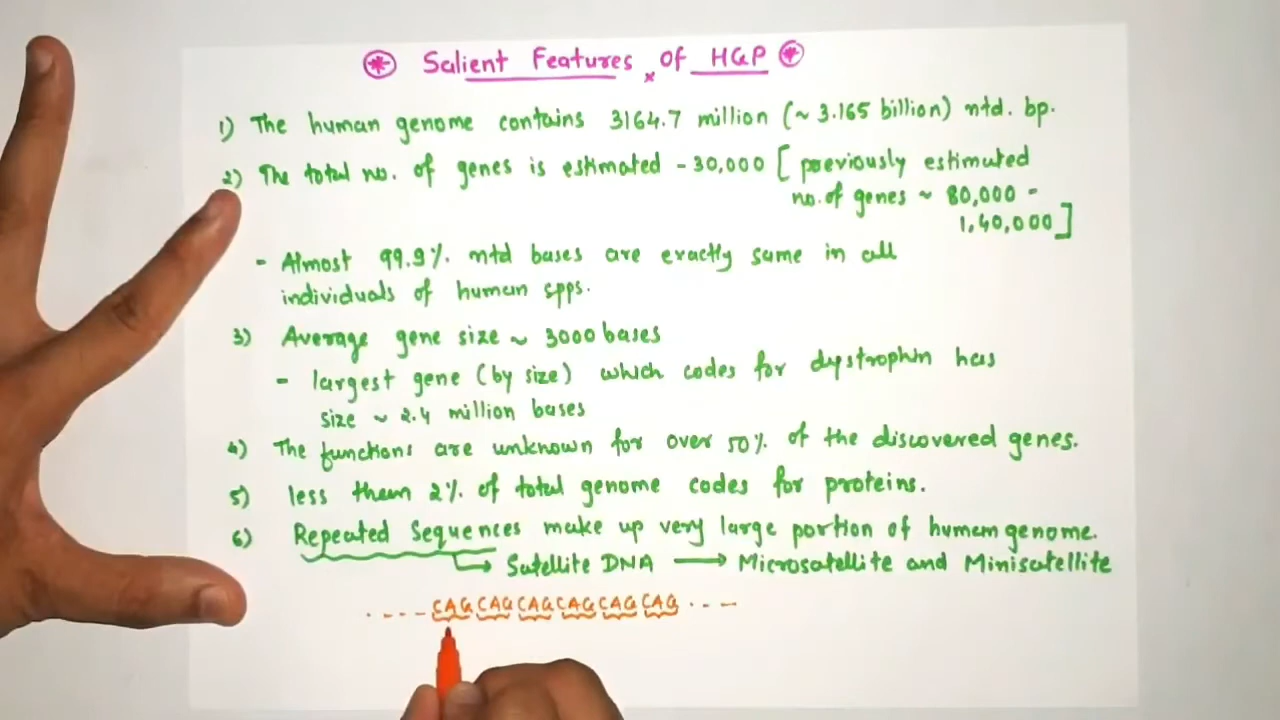 Salient Features of HGP
1) The human genome contains 3164.7 million (~ 3.165 billion) ntd. bp.
2) The total no. of genes is estimated - 30,000 [previously estimated
no. of genes ~ 80,000 -
1,40,000]
- Almost 99.9% ntd bases are exactly same in all
individuals of human spps.
3) Average gene size ~ 3000 bases
- largest gene (by size) which codes for dystrophin has
size ~ 2.4 million bases
4) The functions are unknown for over 50% of the discovered genes.
5) less then 2% of total genome codes for proteins.
6) Repeated Sequences make up very large portion of human genome.
→ Satellite DNA → Microsatellite and Minisatellite
- - - - CAG CAG CAG CAG CAG CAG - - -